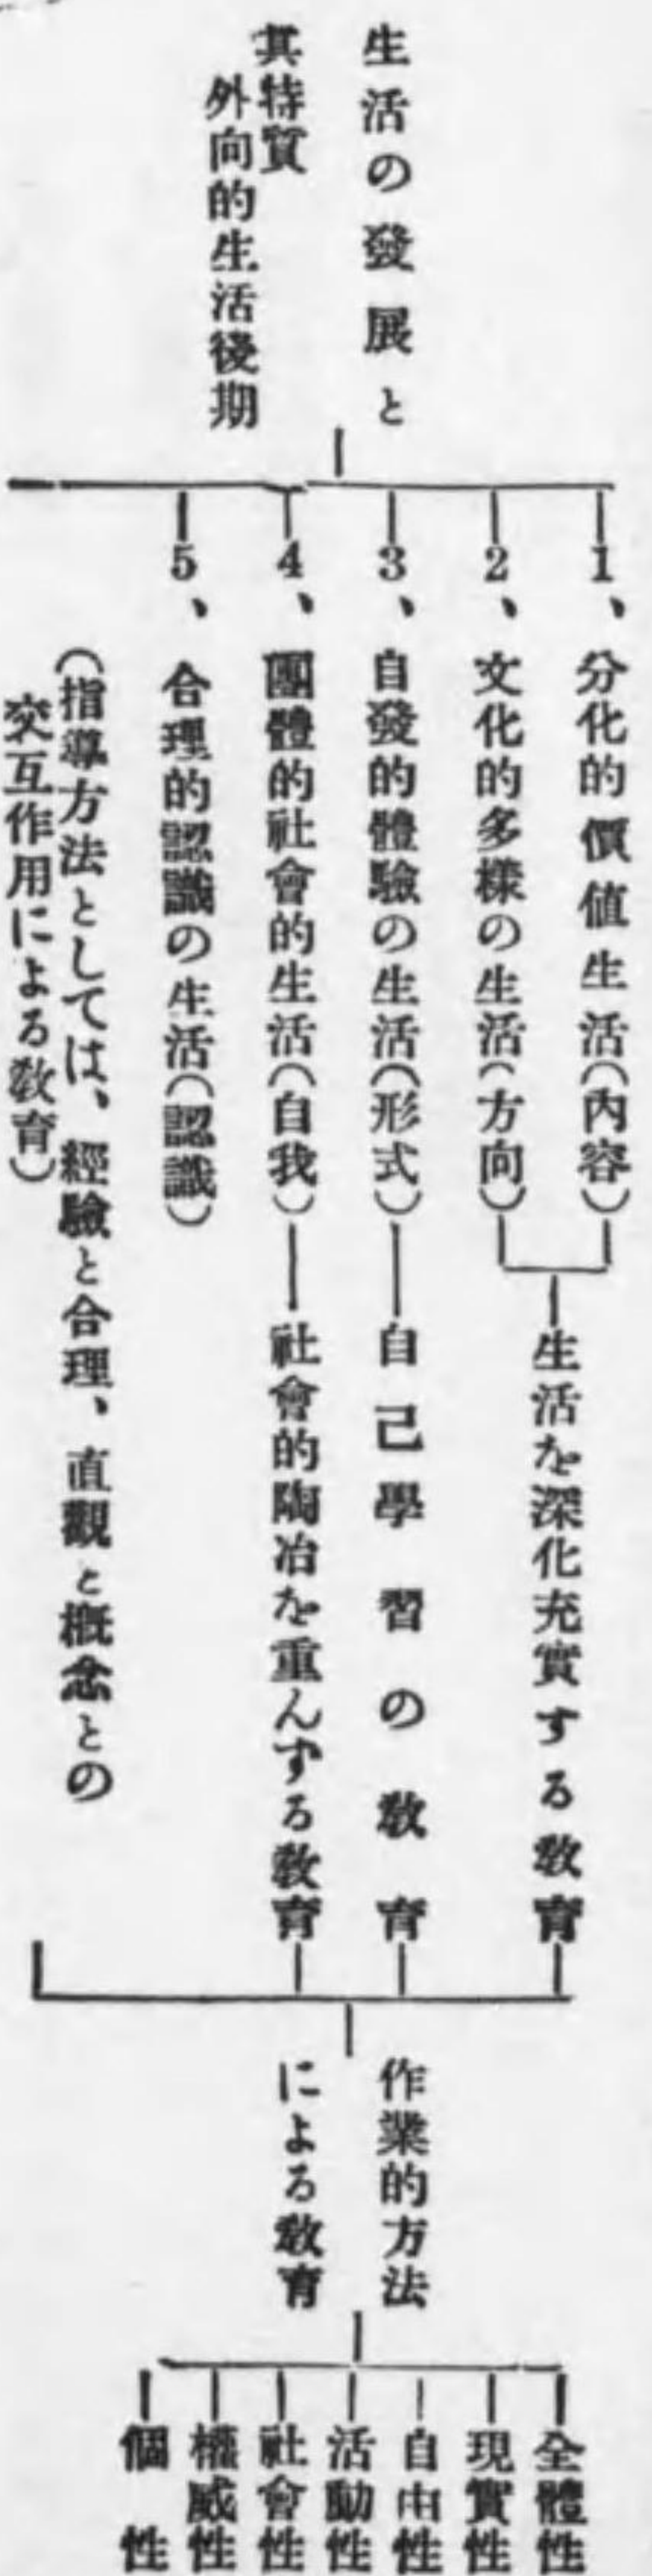 生活の發展と
其特質
外向的生活後期
1、分化的價値生活(內容)
2、文化的多樣の生活(方向)
生活を深化充實する敎育
3、自發的體驗の生活(形式)
自己學習の敎育
4、團體的社會的生活(自我)
社會的陶冶を重んずる敎育
5、合理的認識の生活(認識)
(指導方法としては、經驗と合理、直觀と概念との
交互作用による敎育)
作業的方法
による敎育
全體性
現實性
自由性
活動性
社會性
權威性
個性